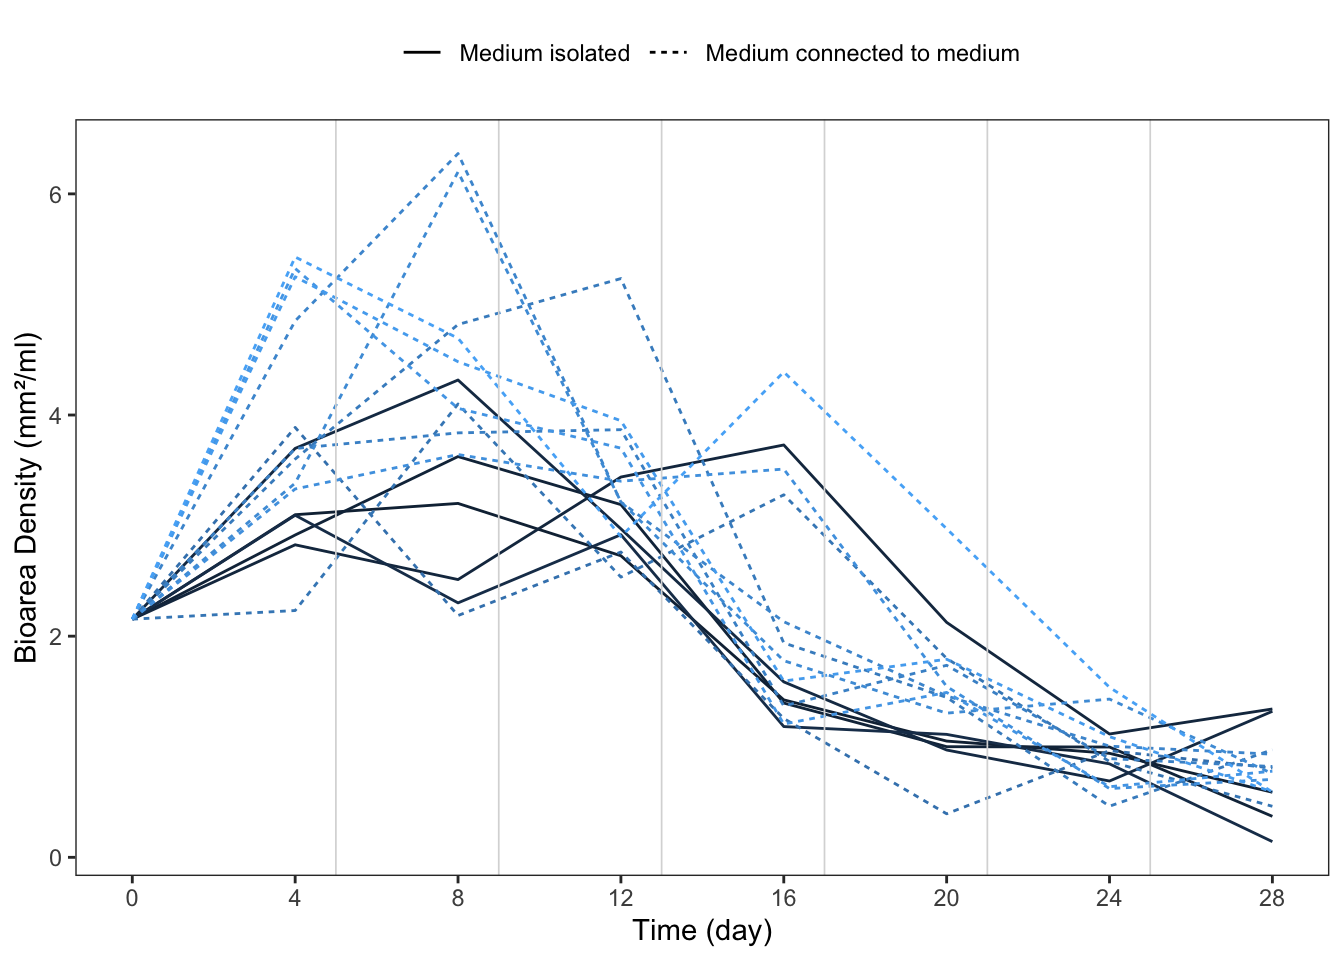 Medium isolated Medium connected to medium
Bioarea Density (mm²/ml)
6
4
2
0
0 4 8 12 16 20 24 28
Time (day)